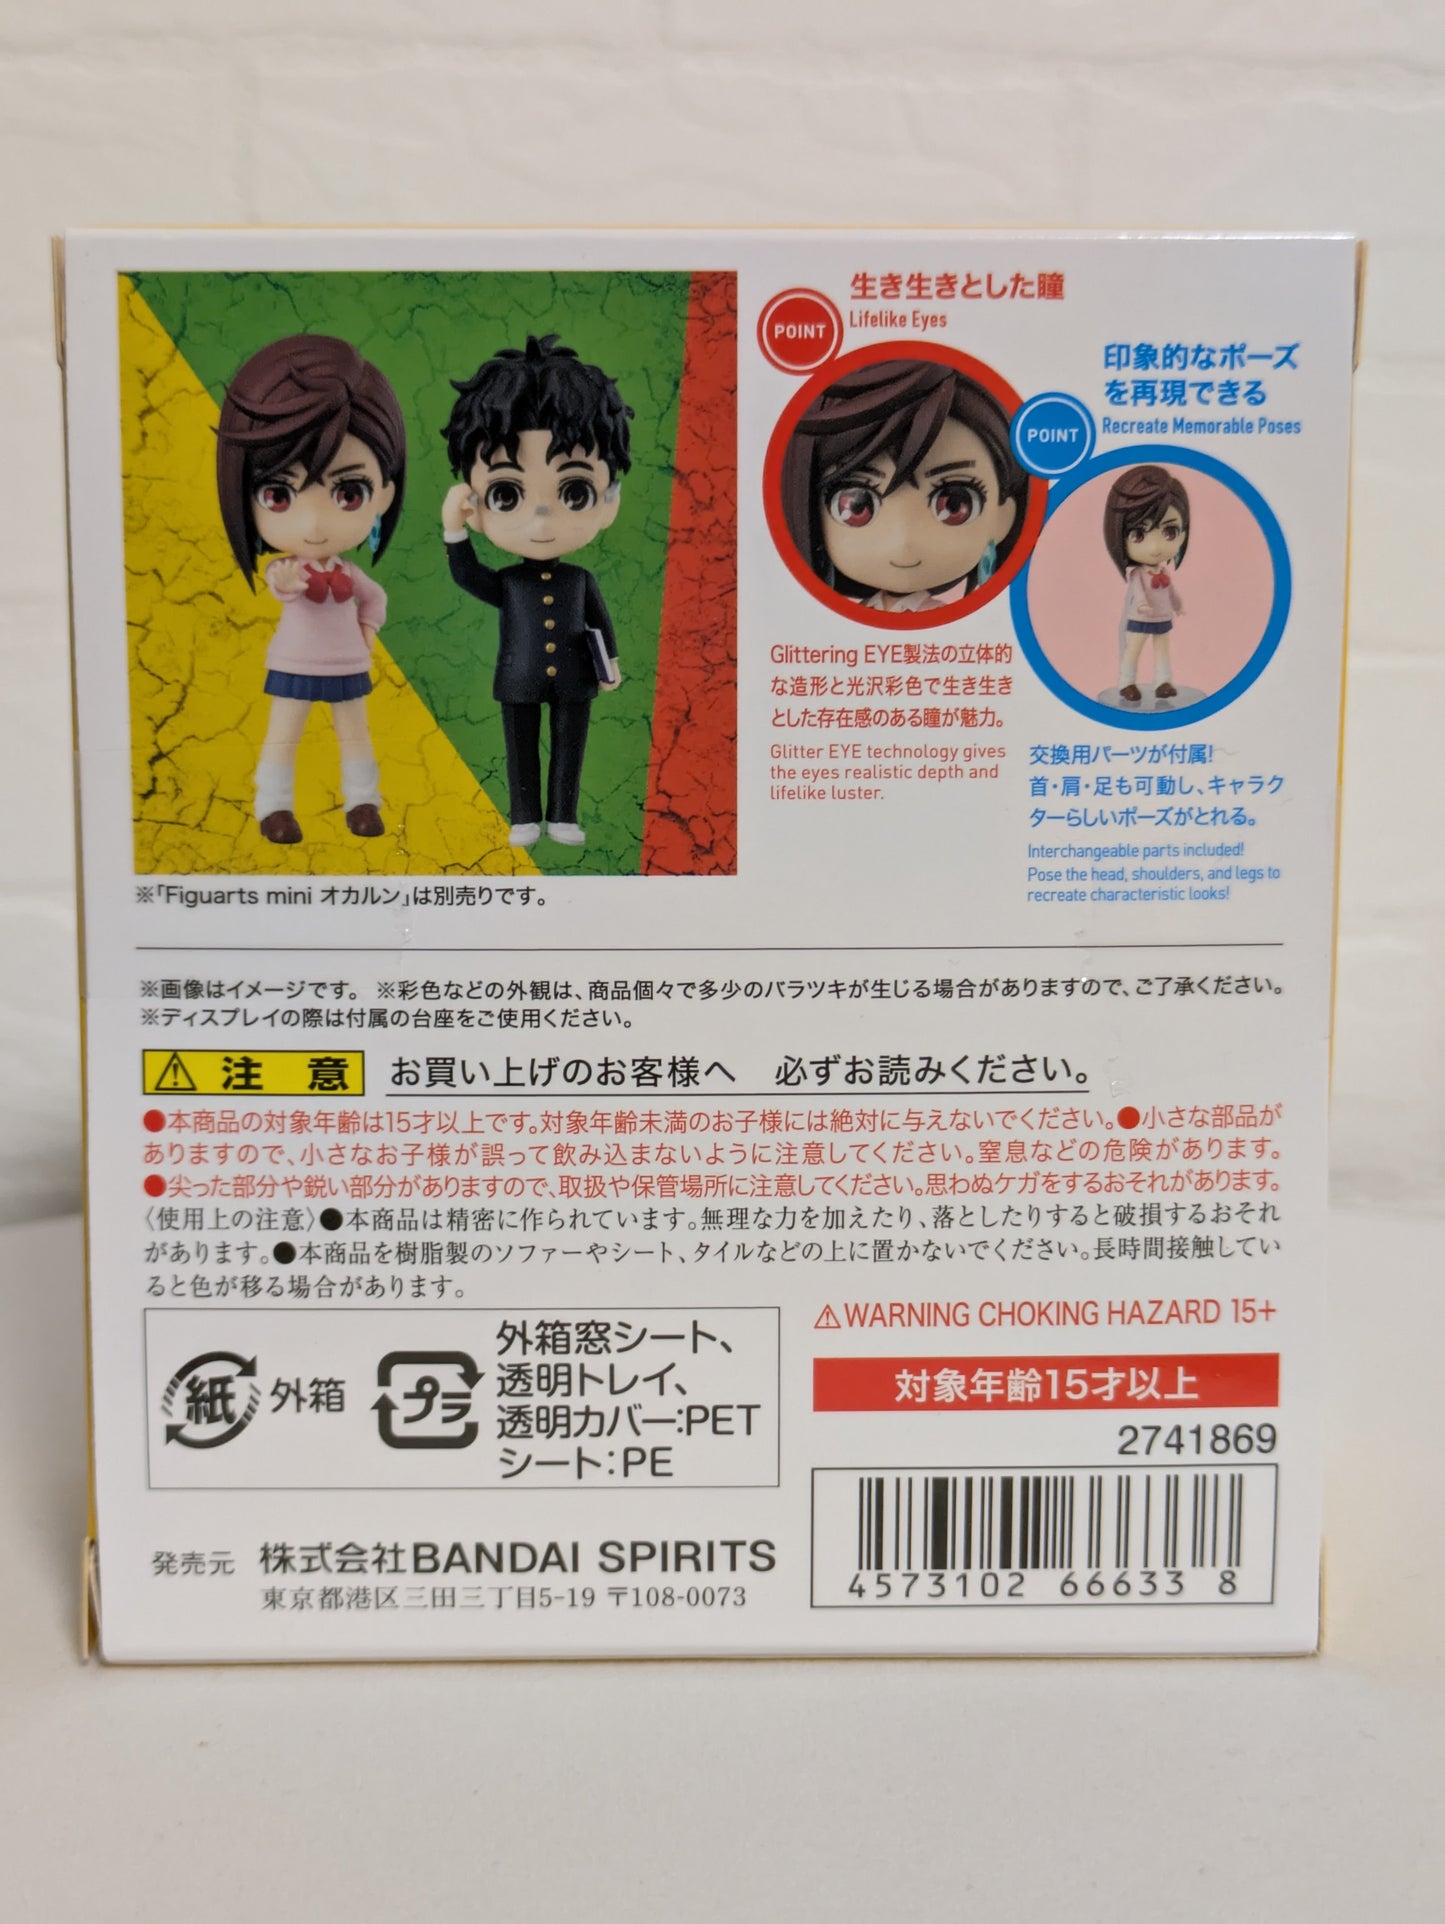 POINT
生き生きとした瞳
Lifelike Eyes
POINT
印象的なポーズ
を再現できる
Recreate Memorable Poses
Glittering EYE製法の立体的
な造形と光沢彩色で生き生き
とした存在感のある瞳が魅力。
Glitter EYE technology gives
the eyes realistic depth and
lifelike luster.
交換用パーツが付属!
首・肩・足も可動し、キャラク
ターらしいポーズがとれる。
Interchangeable parts included!
Pose the head, shoulders, and legs to
recreate characteristic looks!
※「Figuarts mini オカルン」は別売りです。
※画像はイメージです。 ※彩色などの外観は、商品個々で多少のバラツキが生じる場合がありますので、ご了承ください。
※ディスプレイの際は付属の台座をご使用ください。
⚠注 意 お買い上げのお客様へ 必ずお読みください。
●本商品の対象年齢は15才以上です。対象年齢未満のお子様には絶対に与えないでください。●小さな部品が
ありますので、小さなお子様が誤って飲み込まないように注意してください。窒息などの危険があります。
●尖った部分や鋭い部分がありますので、取扱や保管場所に注意してください。思わぬケガをするおそれがあります。
〈使用上の注意〉●本商品は精密に作られています。無理な力を加えたり、落としたりすると破損するおそれ
があります。●本商品を樹脂製のソファーやシート、タイルなどの上に置かないでください。長時間接触してい
ると色が移る場合があります。
紙 外箱
プラ
外箱窓シート、
透明トレイ、
透明カバー:PET
シート:PE
⚠WARNING CHOKING HAZARD 15+
対象年齢15才以上
2741869
4573102 66633 8
発売元 株式会社BANDAI SPIRITS
東京都港区三田三丁目5-19 〒108-0073